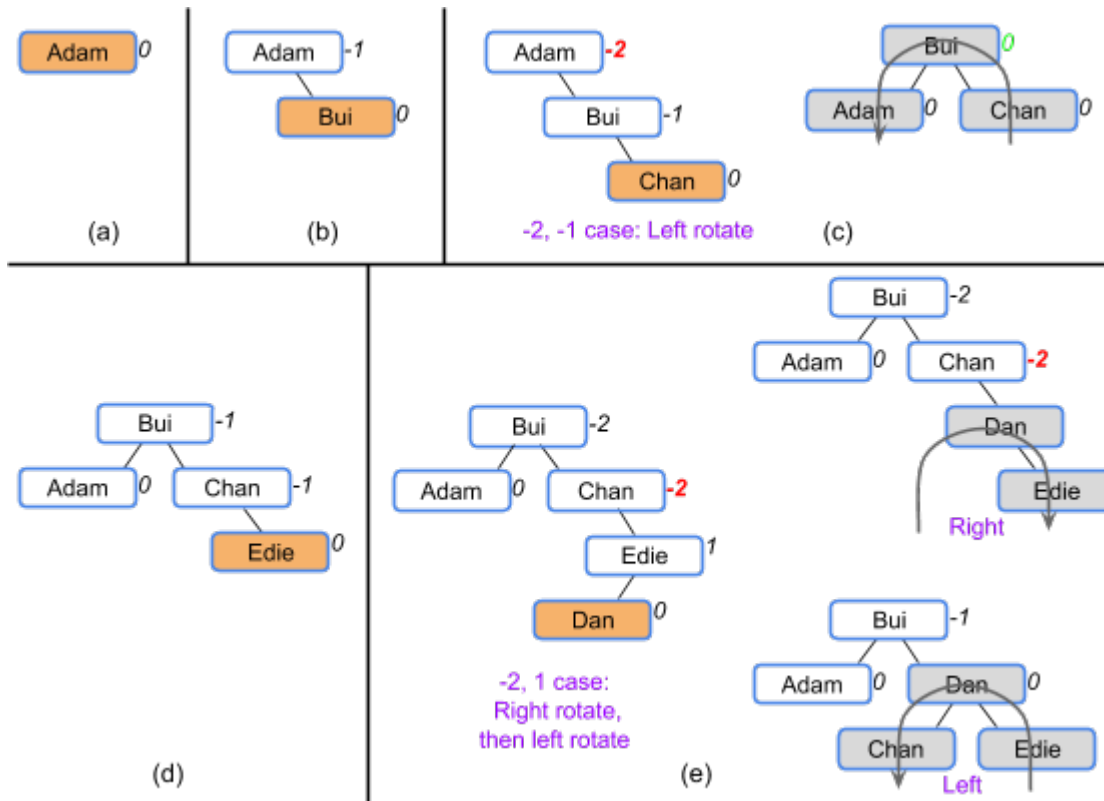 Adam 0
(a)
Adam -1
Bui 0
(b)
Adam -2
Bui -1
Chan 0
-2, -1 case: Left rotate
Bui 0
Adam 0 Chan 0
(c)
Bui -1
Adam 0 Chan -1
Edie 0
(d)
Bui -2
Adam 0 Chan -2
Edie 1
Dan 0
-2, 1 case:
Right rotate,
then left rotate
Bui -2
Adam 0 Chan -2
Dan
Edie
Right
Bui -1
Adam 0 Dan 0
Chan Edie
Left
(e)